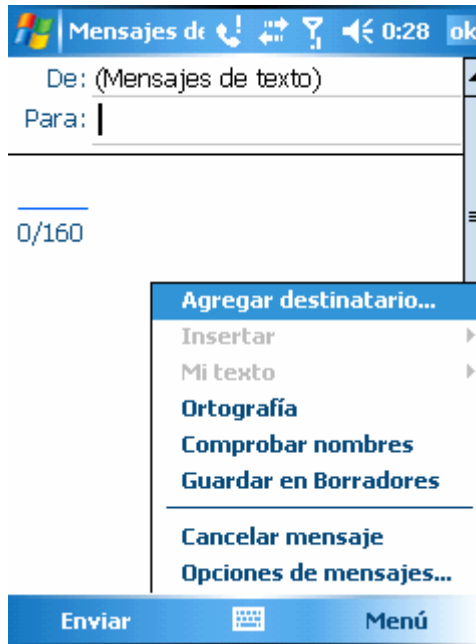 Mensajes de 0:28 ok
De: (Mensajes de texto)
Para:
0/160
Agregar destinatario...
Insertar
Mi texto
Ortografía
Comprobar nombres
Guardar en Borradores
Cancelar mensaje
Opciones de mensajes...
Enviar Menú